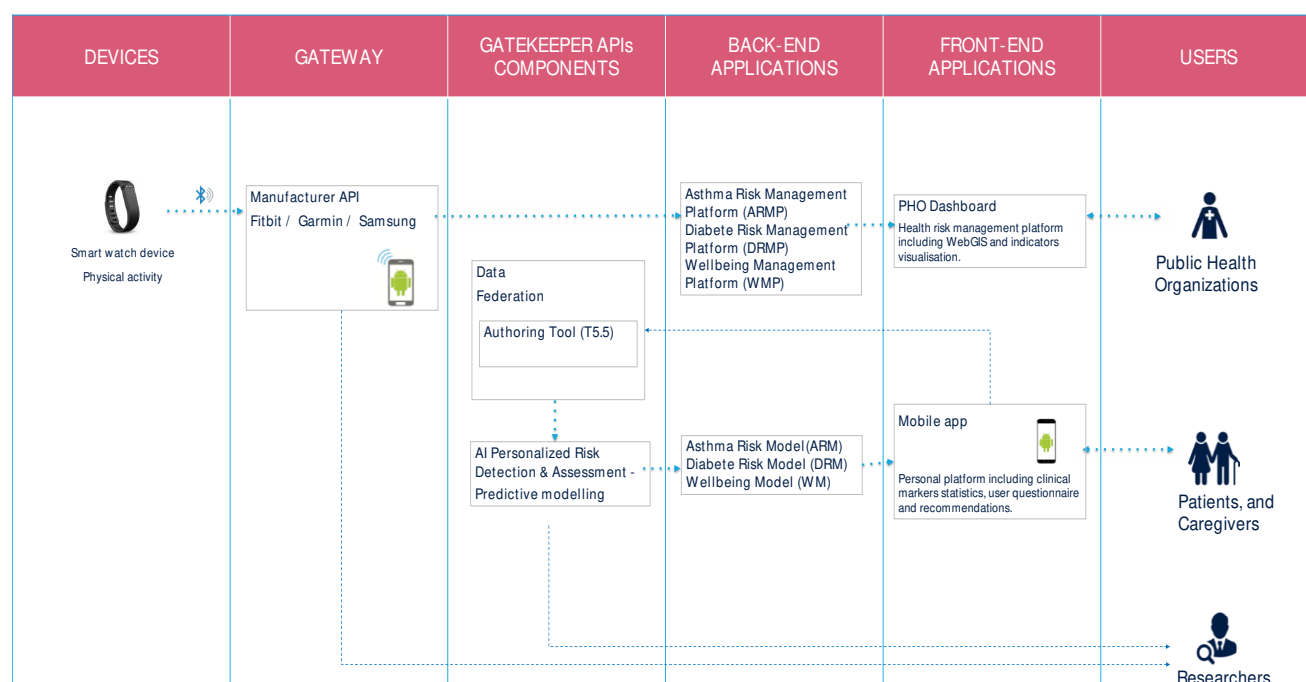 DEVICES
GATEWAY
GATEKEEPER APIs
COMPONENTS
BACK-END
APPLICATIONS
FRONT-END
APPLICATIONS
USERS
Smart watch device
Physical activity
Manufacturer API
Fitbit / Garmin / Samsung
Data
Federation
Authoring Tool (T5.5)
AI Personalized Risk
Detection & Assessment -
Predictive modelling
Asthma Risk Management
Platform (ARMP)
Diabete Risk Management
Platform (DRMP)
Wellbeing Management
Platform (WMP)
Asthma Risk Model(ARM)
Diabete Risk Model (DRM)
Wellbeing Model (WM)
PHO Dashboard
Health risk management platform
including WebGIS and indicators
visualisation.
Mobile app
Personal platform including clinical
markers statistics, user questionnaire
and recommendations.
Public Health
Organizations
Patients, and
Caregivers
Researchers